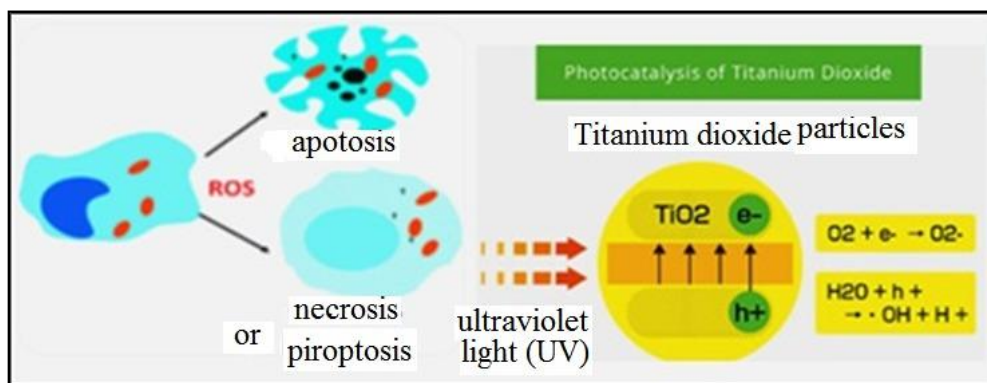 apotosis
ROS
or
necrosis
piroptosis
ultraviolet
light (UV)
Photocatalysis of Titanium Dioxide
Titanium dioxide particles
TiO2
e-
h+
O2 + e- → O2-
H2O + h +
→ · OH + H +